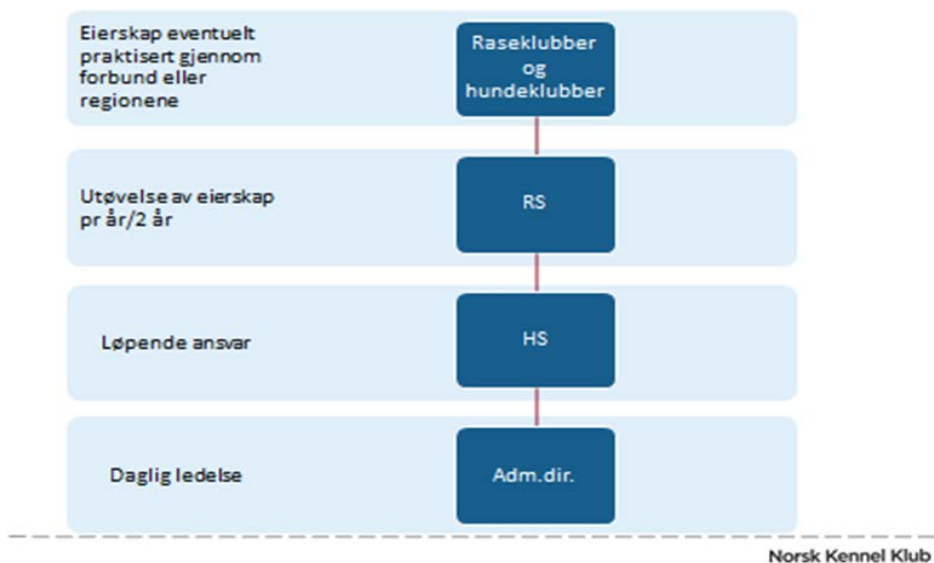 Eierskap eventuelt
praktisert gjennom
forbund eller
regionene
Raseklubber
og
hundeklubber
Utøvelse av eierskap
pr år/2 år
RS
Løpende ansvar
HS
Daglig ledelse
Adm.dir.
Norsk Kennel Klub